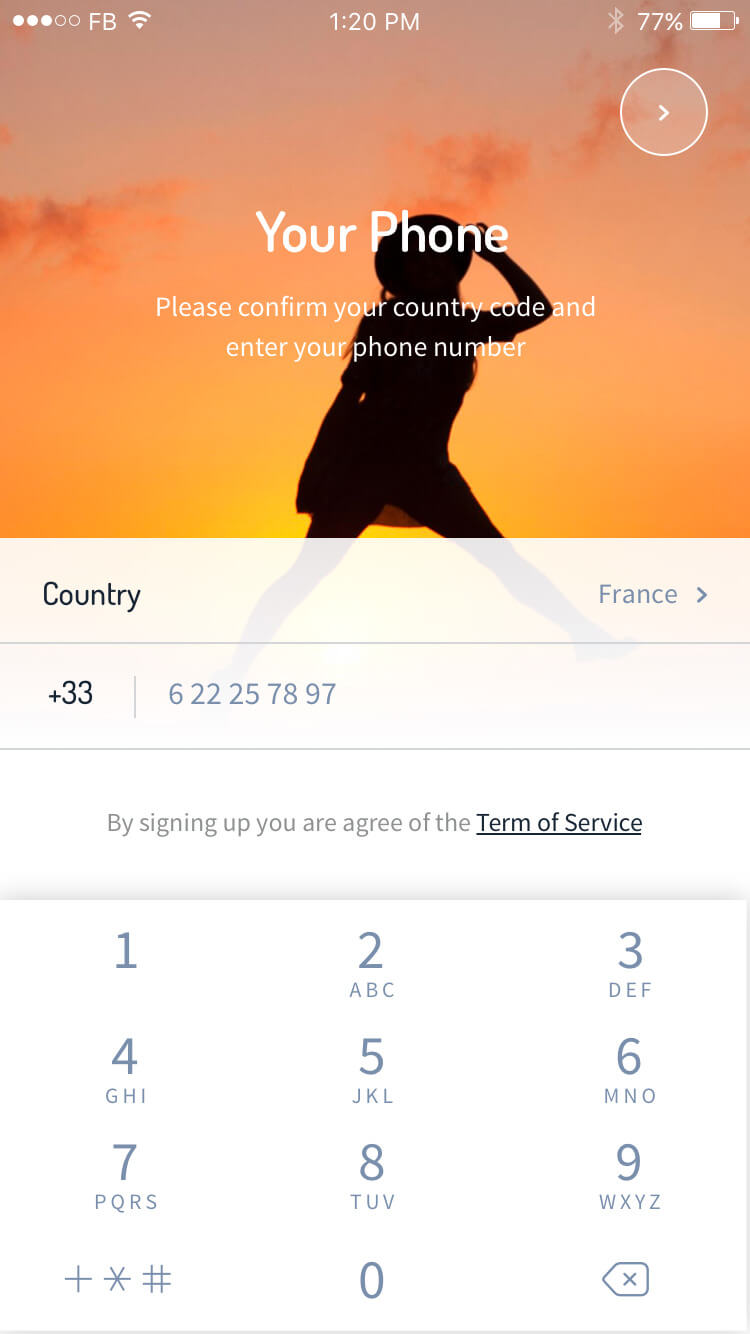 FB 1:20 PM 77%
Your Phone
Please confirm your country code and
enter your phone number
Country France
+33 6 22 25 78 97
By signing up you are agree of the Term of Service
1 2 3
ABC DEF
4 5 6
GHI JKL MNO
7 8 9
PQRS TUV WXYZ
+ * # 0